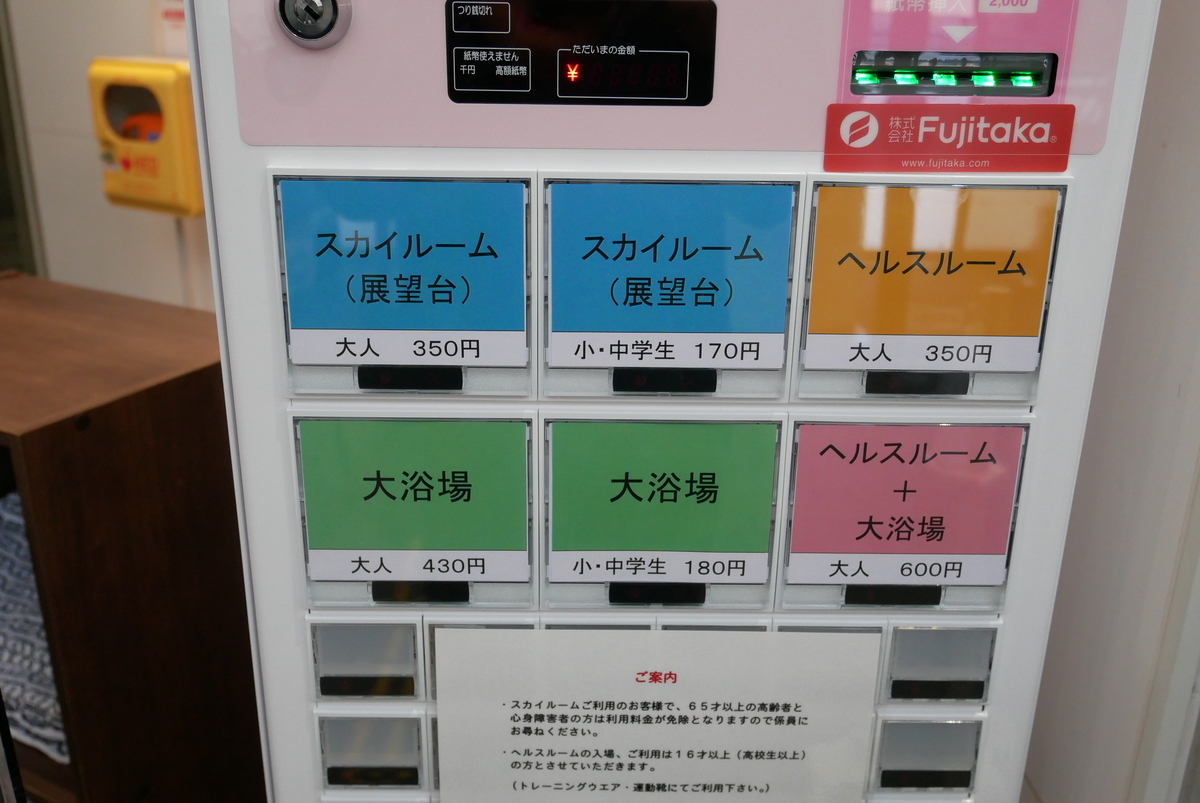 つり銭切れ
紙幣使えません
千円 高額紙幣
ただいまの金額
¥
紙幣挿入
2,000
株式会社 Fujitaka®
www.fujitaka.com
スカイルーム
（展望台）
大人 350円
スカイルーム
（展望台）
小・中学生 170円
ヘルスルーム
大人 350円
大浴場
大人 430円
大浴場
小・中学生 180円
ヘルスルーム
＋
大浴場
大人 600円
ご案内
・スカイルームご利用のお客様で、６５才以上の高齢者と
心身障害者の方は利用料金が免除となりますので係員に
お尋ねください。
・ヘルスルームの入場、ご利用は１６才以上（高校生以上）
の方とさせていただきます。
（トレーニングウエア・運動靴にてご利用下さい。）